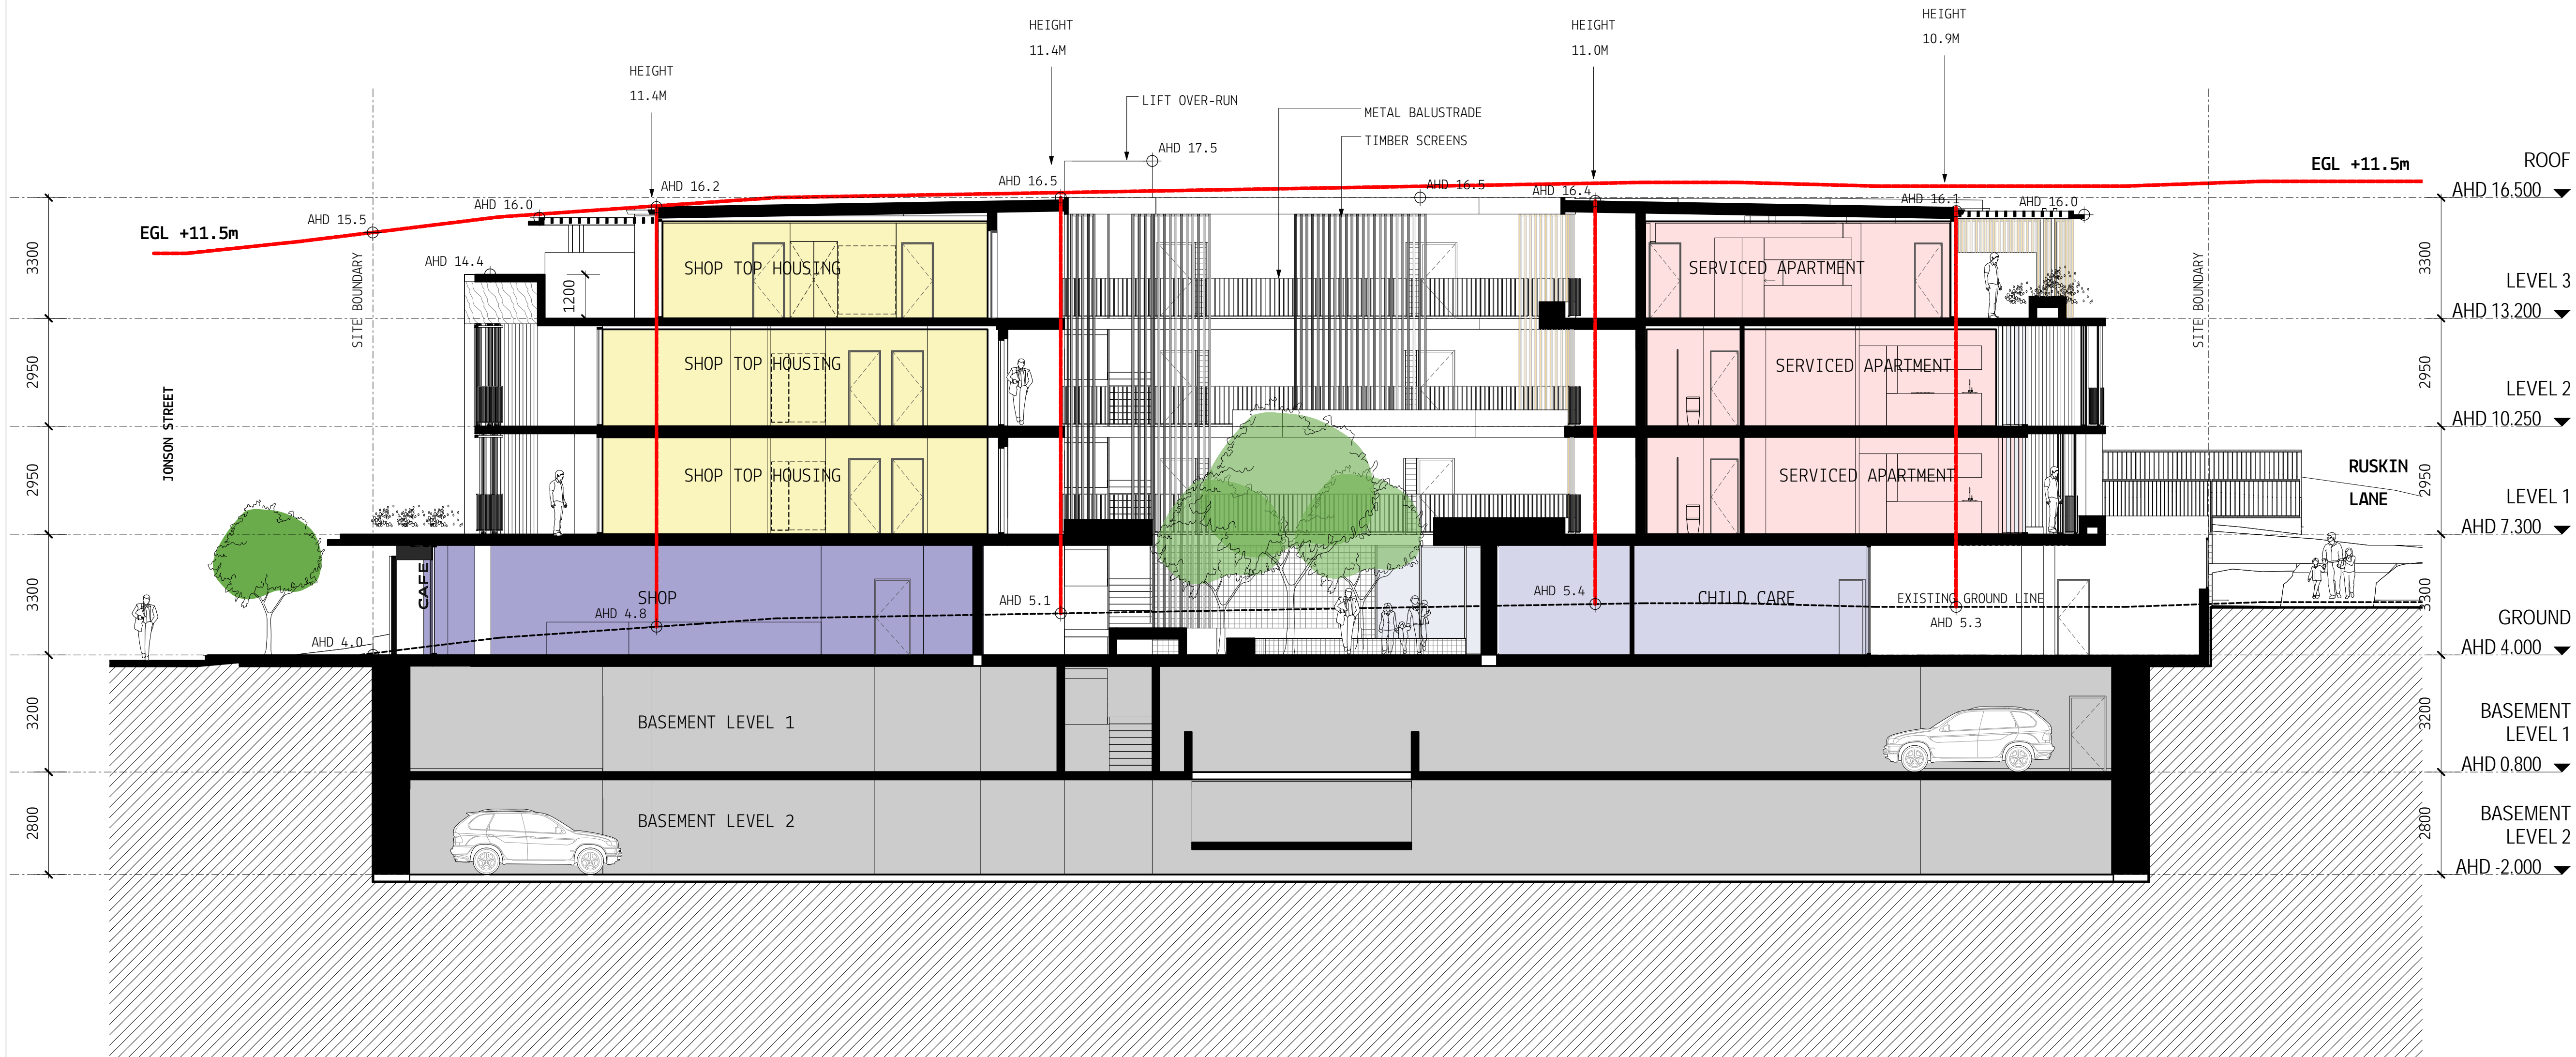 HEIGHT
11.4M
HEIGHT
11.4M
HEIGHT
11.0M
HEIGHT
10.9M
LIFT OVER-RUN
METAL BALUSTRADE
TIMBER SCREENS
AHD 17.5
EGL +11.5m
ROOF
AHD 16.500
AHD 16.2
AHD 16.5
AHD 16.5
AHD 16.4
AHD 16.1
AHD 16.0
AHD 16.0
AHD 15.5
EGL +11.5m
AHD 14.4
SITE BOUNDARY
SITE BOUNDARY
3300
1200
SHOP TOP HOUSING
SERVICED APARTMENT
3300
LEVEL 3
AHD 13.200
2950
SHOP TOP HOUSING
SERVICED APARTMENT
2950
LEVEL 2
AHD 10.250
JONSON STREET
2950
SHOP TOP HOUSING
SERVICED APARTMENT
RUSKIN
LANE
2950
LEVEL 1
AHD 7.300
3300
CAFE
SHOP
AHD 4.8
AHD 5.1
AHD 5.4
CHILD CARE
EXISTING GROUND LINE
AHD 5.3
AHD 4.0
3300
GROUND
AHD 4.000
3200
BASEMENT LEVEL 1
3200
BASEMENT
LEVEL 1
AHD 0.800
2800
BASEMENT LEVEL 2
2800
BASEMENT
LEVEL 2
AHD -2.000